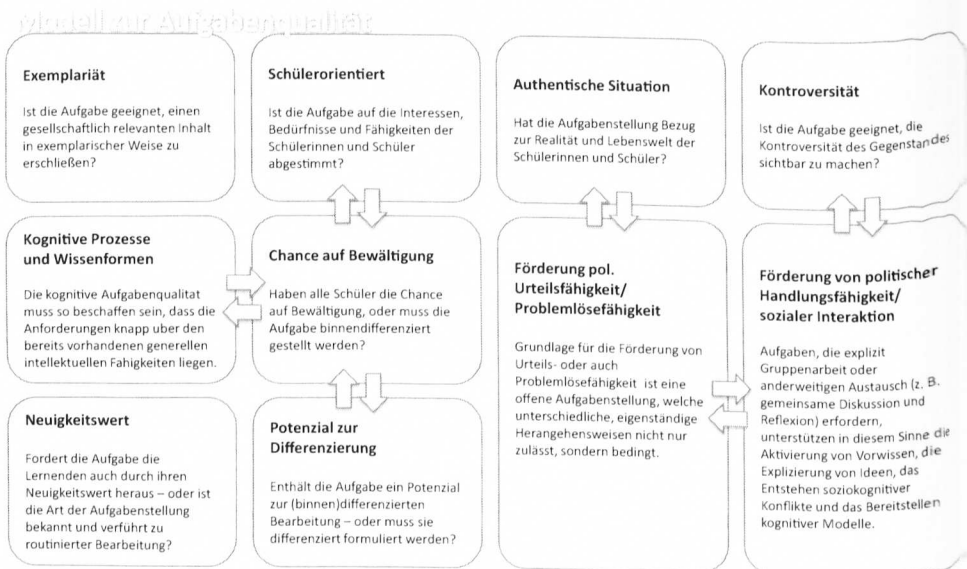 Modell zur Aufgabenqualität
Exemplariät
Ist die Aufgabe geeignet, einen
gesellschaftlich relevanten Inhalt
in exemplarischer Weise zu
erschließen?
Schülerorientiert
Ist die Aufgabe auf die Interessen,
Bedürfnisse und Fähigkeiten der
Schülerinnen und Schüler
abgestimmt?
Authentische Situation
Hat die Aufgabenstellung Bezug
zur Realität und Lebenswelt der
Schülerinnen und Schüler?
Kontroversität
Ist die Aufgabe geeignet, die
Kontroversität des Gegenstandes
sichtbar zu machen?
Kognitive Prozesse
und Wissenformen
Die kognitive Aufgabenqualitat
muss so beschaffen sein, dass die
Anforderungen knapp uber den
bereits vorhandenen generellen
intellektuellen Fahigkeiten liegen.
Chance auf Bewältigung
Haben alle Schüler die Chance
auf Bewältigung, oder muss die
Aufgabe binnendifferenziert
gestellt werden?
Förderung pol.
Urteilsfähigkeit/
Problemlösefähigkeit
Grundlage für die Förderung von
Urteils- oder auch
Problemlösefähigkeit ist eine
offene Aufgabenstellung, welche
unterschiedliche, eigenständige
Herangehensweisen nicht nur
zulässt, sondern bedingt.
Förderung von politischer
Handlungsfähigkeit/
sozialer Interaktion
Aufgaben, die explizit
Gruppenarbeit oder
anderweitigen Austausch (z. B.
gemeinsame Diskussion und
Reflexion) erfordern,
unterstützen in diesem Sinne die
Aktivierung von Vorwissen, die
Explizierung von Ideen, das
Entstehen soziokognitiver
Konflikte und das Bereitstellen
kognitiver Modelle.
Neuigkeitswert
Fordert die Aufgabe die
Lernenden auch durch ihren
Neuigkeitswert heraus – oder ist
die Art der Aufgabenstellung
bekannt und verführt zu
routinierter Bearbeitung?
Potenzial zur
Differenzierung
Enthält die Aufgabe ein Potenzial
zur (binnen)differenzierten
Bearbeitung – oder muss sie
differenziert formuliert werden?